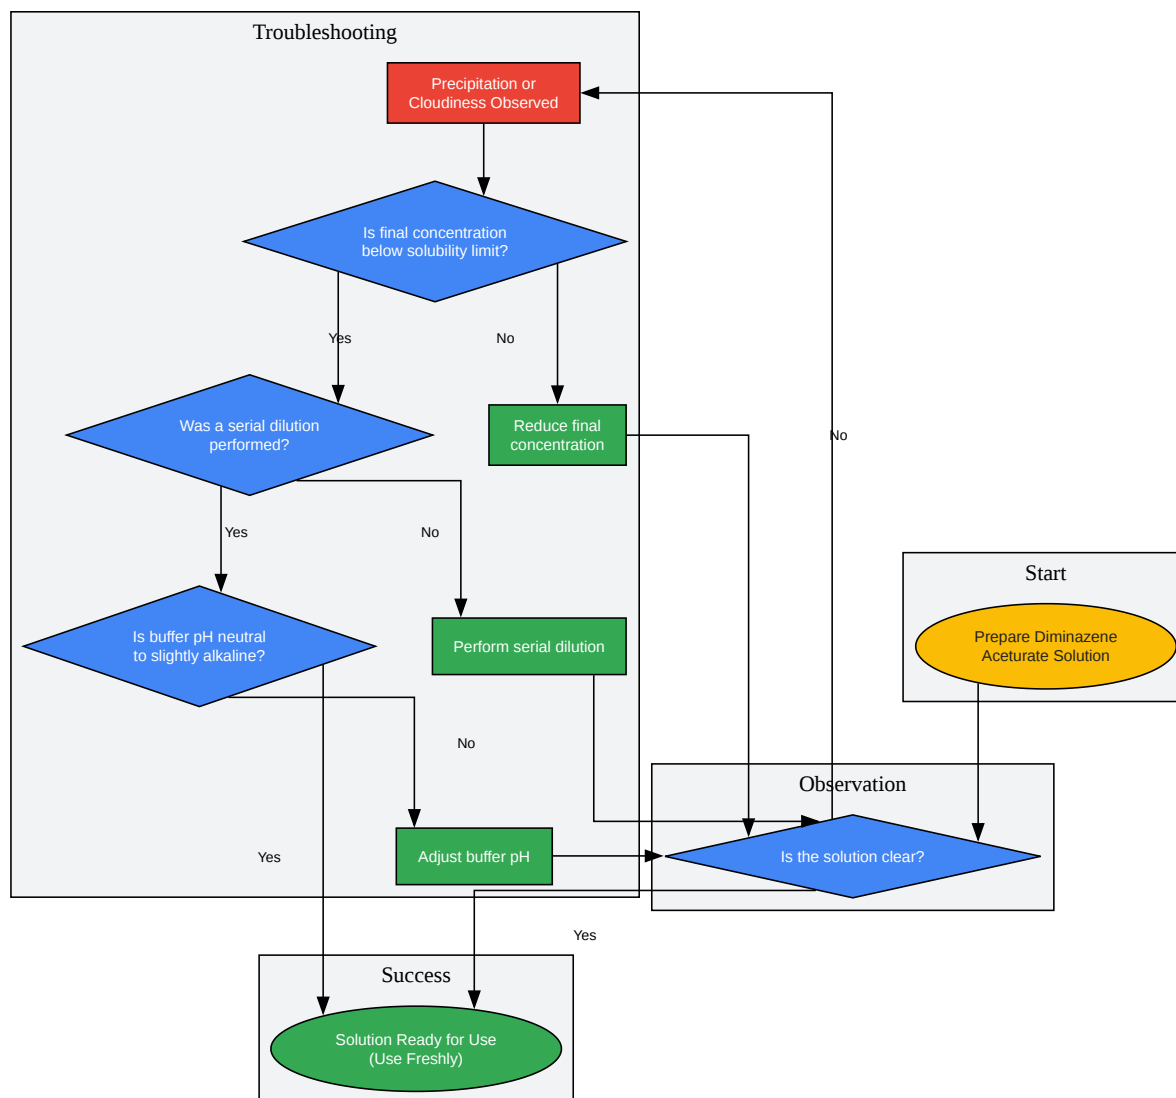 Troubleshooting
Precipitation or
Cloudiness Observed
Is final concentration
below solubility limit?
Yes
No
Was a serial dilution
performed?
Reduce final
concentration
No
Yes
No
Start
Is buffer pH neutral
to slightly alkaline?
Perform serial dilution
Prepare Diminazene
Aceturate Solution
No
Observation
Yes
Adjust buffer pH
Is the solution clear?
Yes
Success
Solution Ready for Use
(Use Freshly)